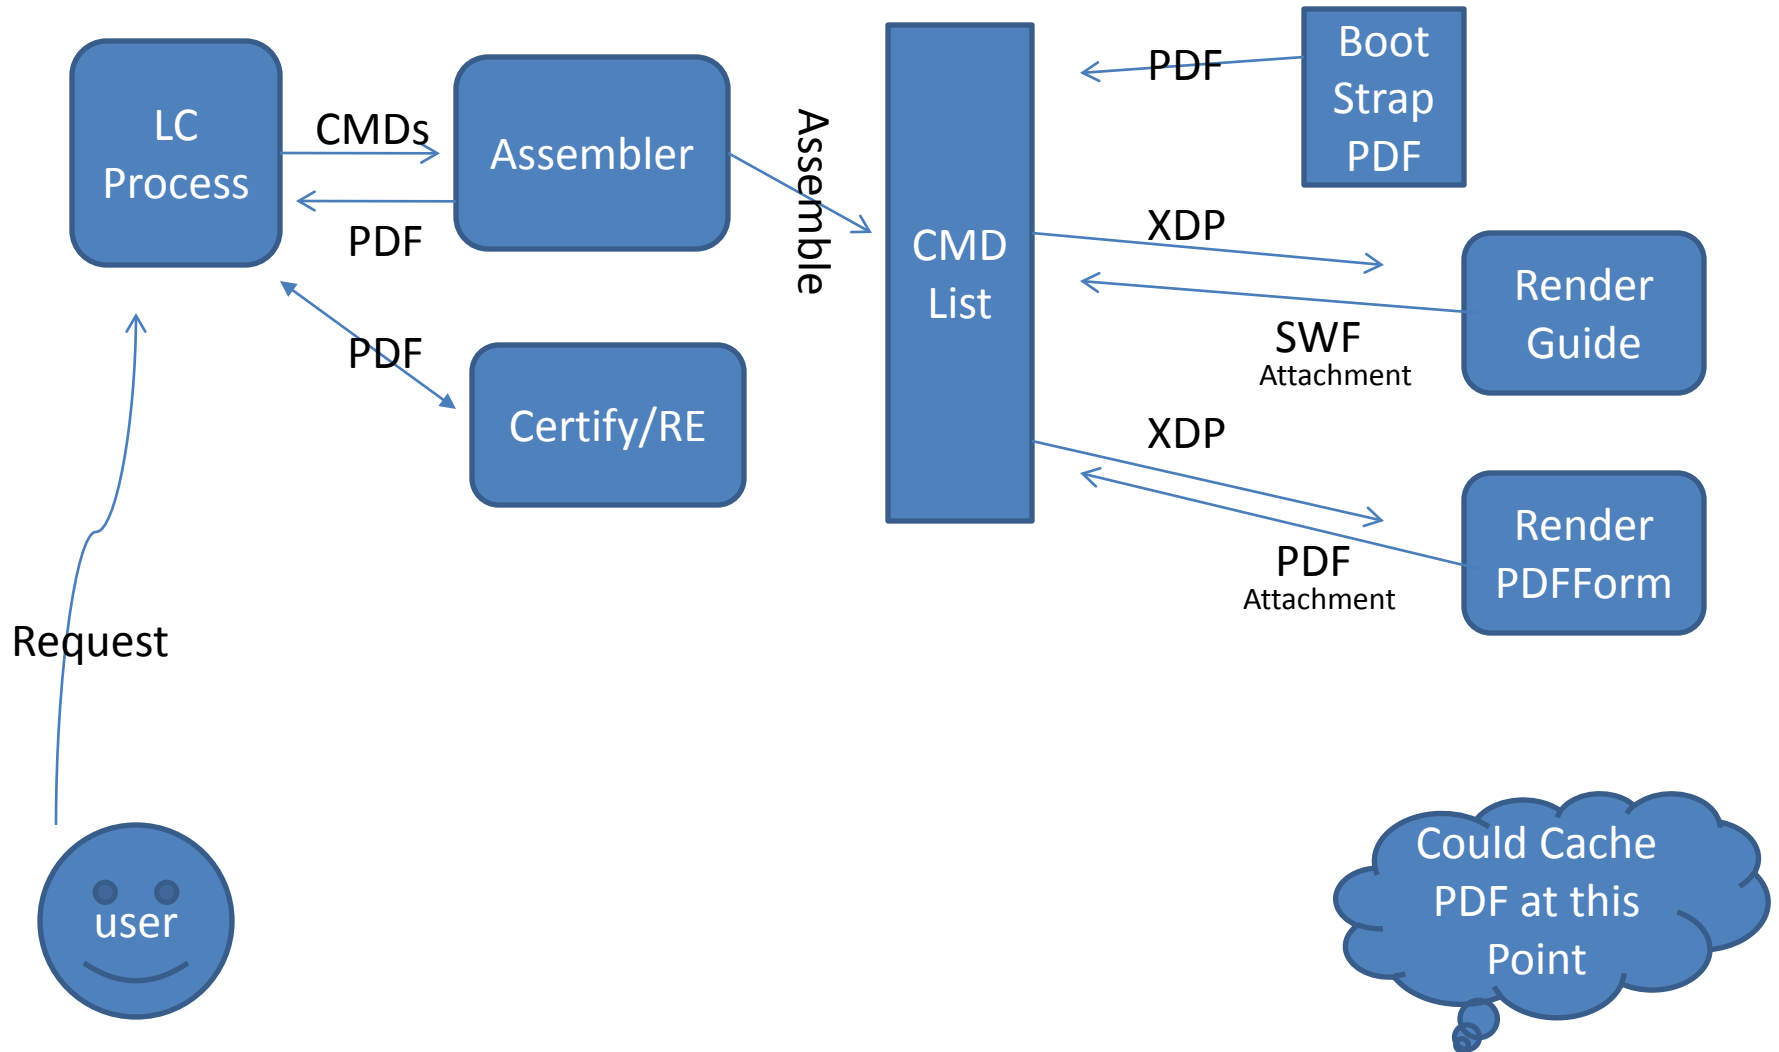 LC
Process
CMDs
PDF
Assembler
Assemble
PDF
Certify/RE
CMD
List
PDF
Boot
Strap
PDF
XDP
Render
Guide
SWF
Attachment
XDP
Render
PDFForm
PDF
Attachment
Request
user
Could Cache
PDF at this
Point